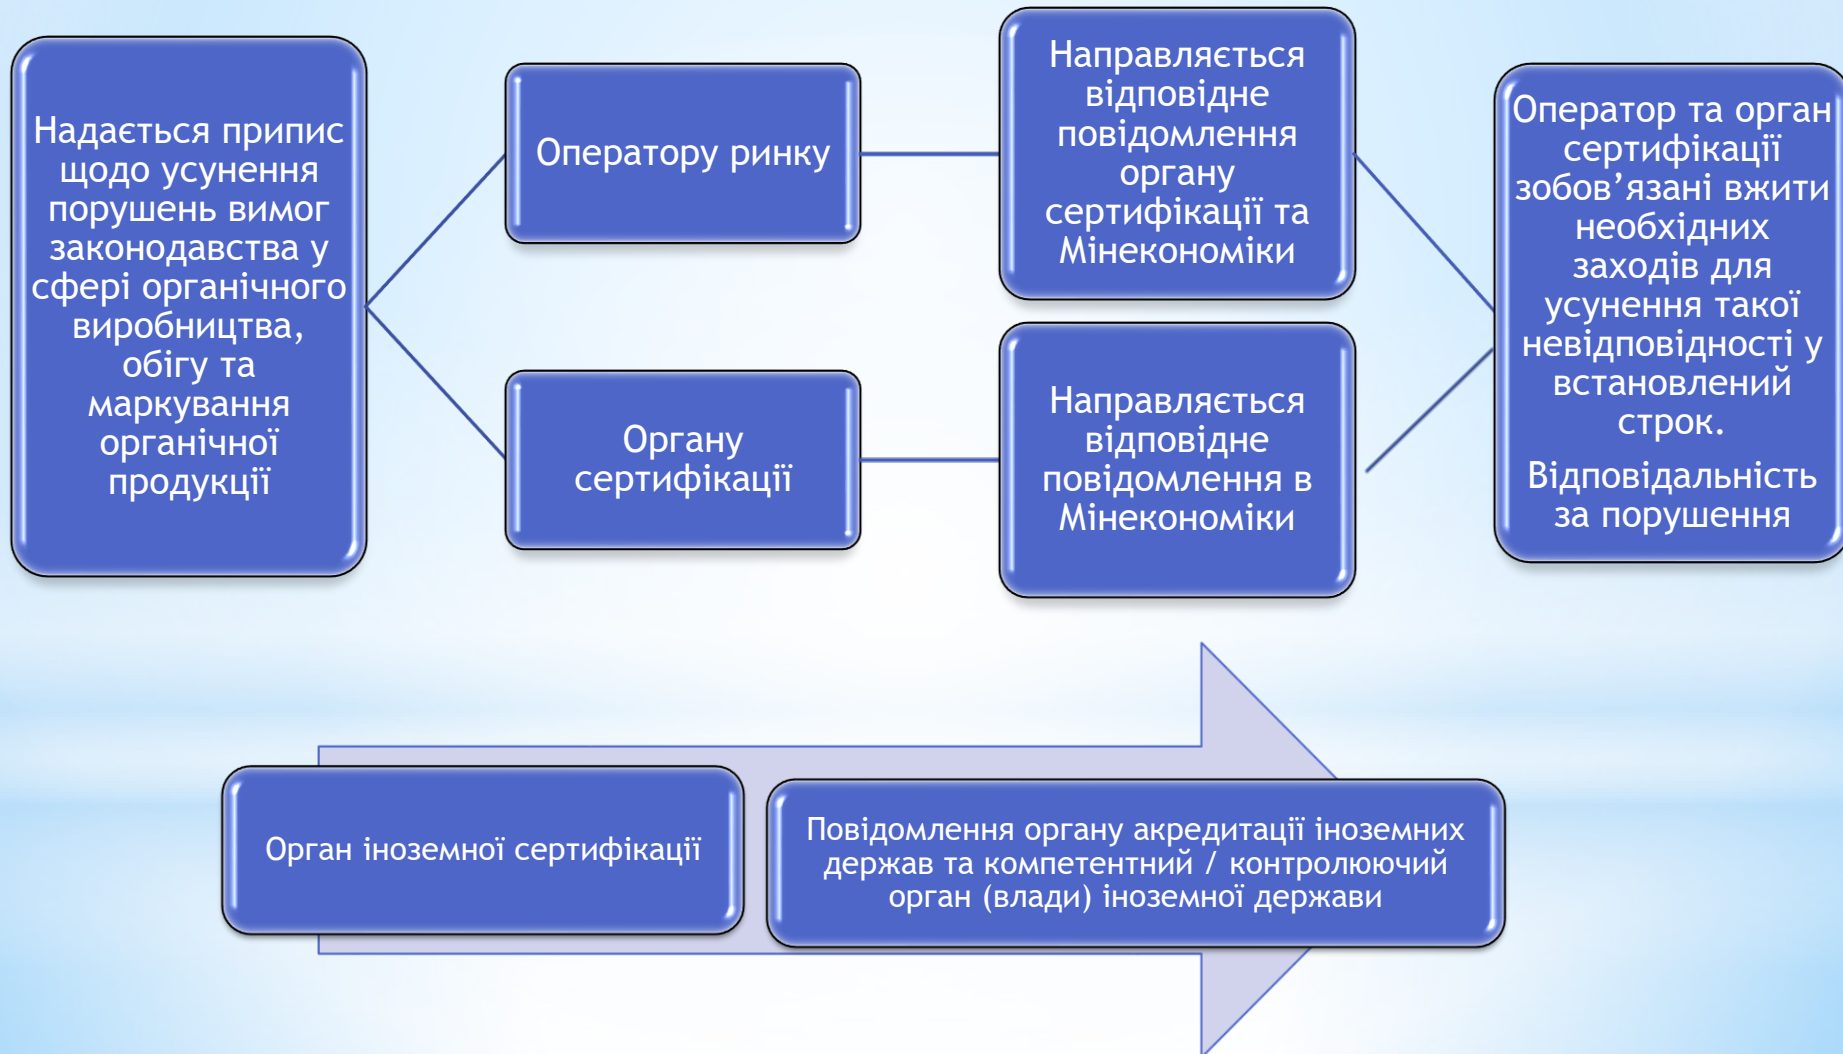 Надається припис
щодо усунення
порушень вимог
законодавства у
сфері органічного
виробництва,
обігу та
маркування
органічної
продукції
Оператору ринку
Направляється
відповідне
повідомлення
органу
сертифікації та
Мінекономіки
Органу
сертифікації
Направляється
відповідне
повідомлення в
Мінекономіки
Оператор та орган
сертифікації
зобов’язані вжити
необхідних
заходів для
усунення такої
невідповідності у
встановлений
строк.
Відповідальність
за порушення
Орган іноземної сертифікації
Повідомлення органу акредитації іноземних
держав та компетентний / контролюючий
орган (влади) іноземної держави